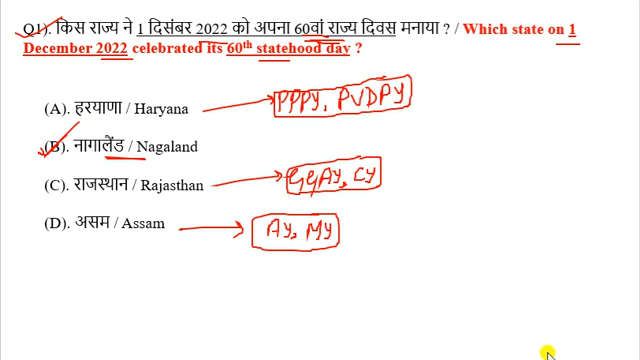 Q1). किस राज्य ने 1 दिसंबर 2022 को अपना 60वां राज्य दिवस मनाया ? / Which state on 1
December 2022 celebrated its 60th statehood day ?
(A). हरयाणा / Haryana
PPPY, PVDPY
(B). नागालैंड / Nagaland
(C). राजस्थान / Rajasthan
GGAY, CY
(D). असम / Assam
AY, MY